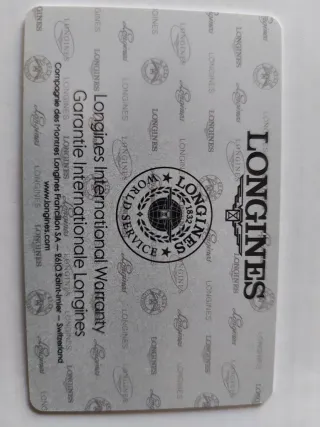 LONGINES
LONGINES
1832
WORLD-SERVICE
Longines International Warranty
Garantie Internationale Longines
Compagnie des Montres Longines Francillon SA – 2610 Saint-Imier – Switzerland
www.longines.com